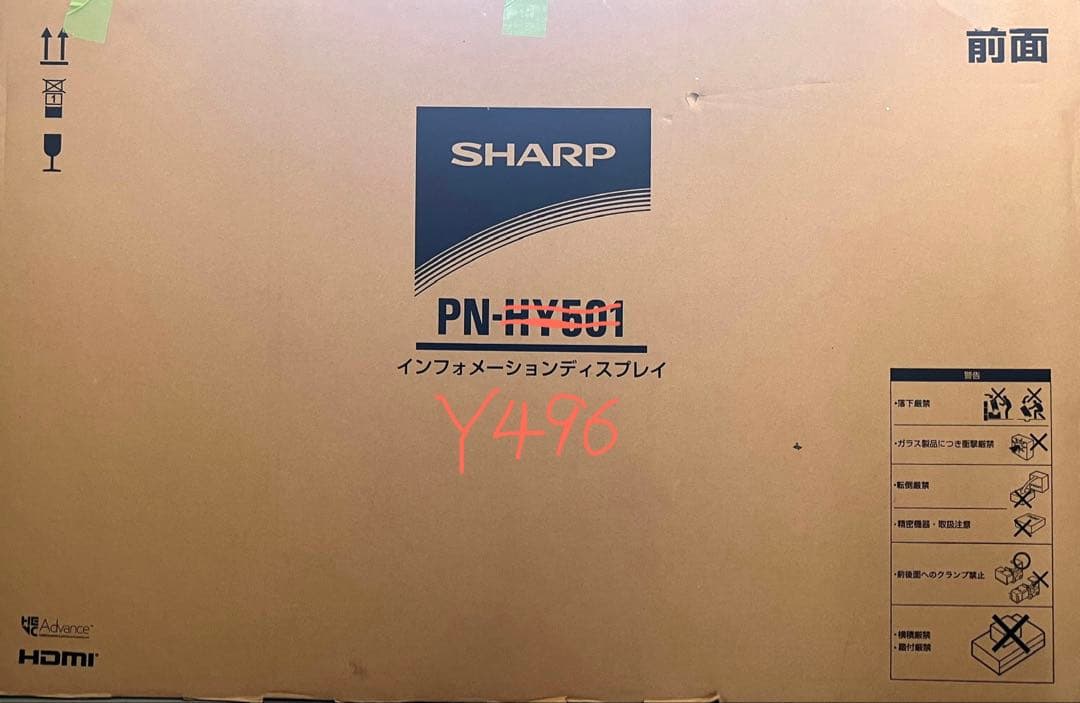 前面
1
SHARP
PN-HY501
インフォメーションディスプレイ
Y496
警告
・落下厳禁
・ガラス製品につき衝撃厳禁
・転倒厳禁
・精密機器・取扱注意
・前後面へのクランプ禁止
・横積厳禁
・踏付厳禁
HEVC Advance™
HDMI®